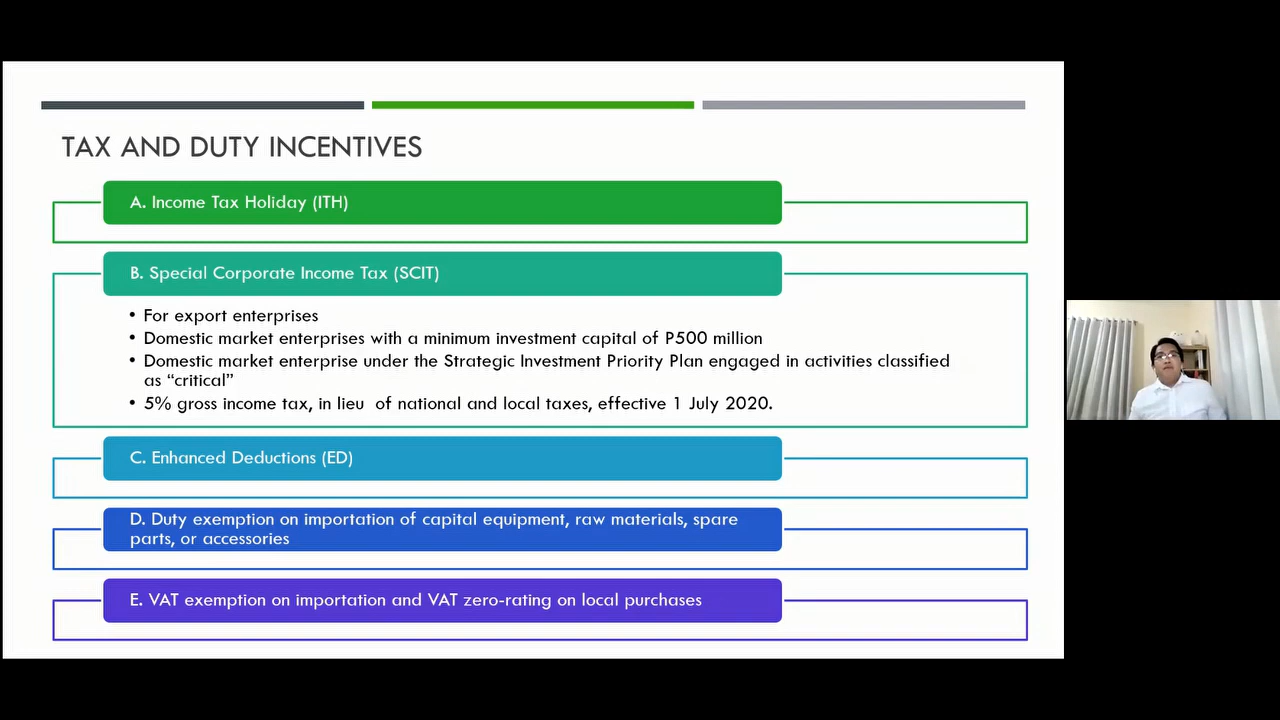 TAX AND DUTY INCENTIVES
A. Income Tax Holiday (ITH)
B. Special Corporate Income Tax (SCIT)
• For export enterprises
• Domestic market enterprises with a minimum investment capital of P500 million
• Domestic market enterprise under the Strategic Investment Priority Plan engaged in activities classified
as “critical”
• 5% gross income tax, in lieu of national and local taxes, effective 1 July 2020.
C. Enhanced Deductions (ED)
D. Duty exemption on importation of capital equipment, raw materials, spare
parts, or accessories
E. VAT exemption on importation and VAT zero-rating on local purchases